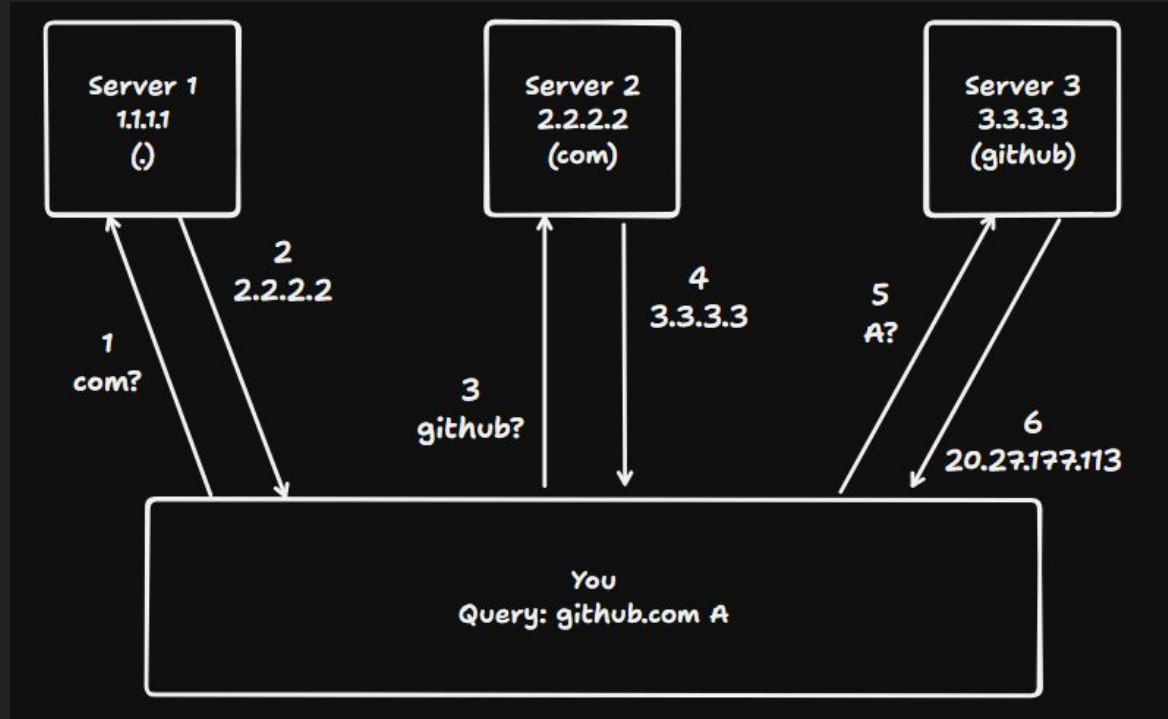 Server 1
1.1.1.1
(.)
Server 2
2.2.2.2
(com)
Server 3
3.3.3.3
(github)
1
com?
2
2.2.2.2
3
github?
4
3.3.3.3
5
A?
6
20.27.177.113
You
Query: github.com A